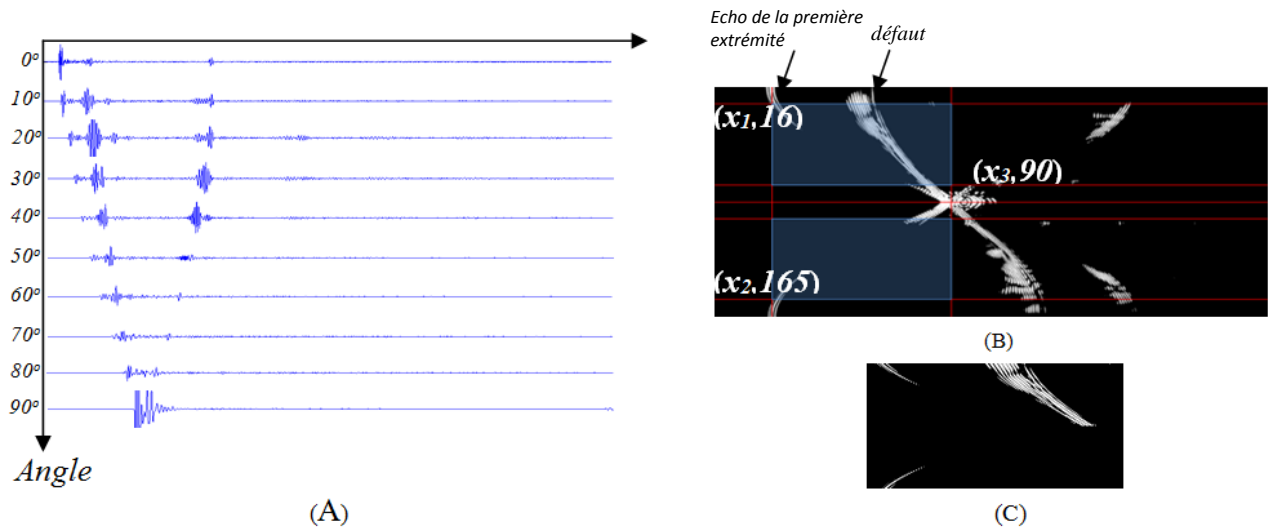 0°
10°
20°
30°
40°
50°
60°
70°
80°
90°
Angle
(A)
Echo de la première
extrémité
défaut
(x1,16)
(x3,90)
(x2,165)
(B)
(C)